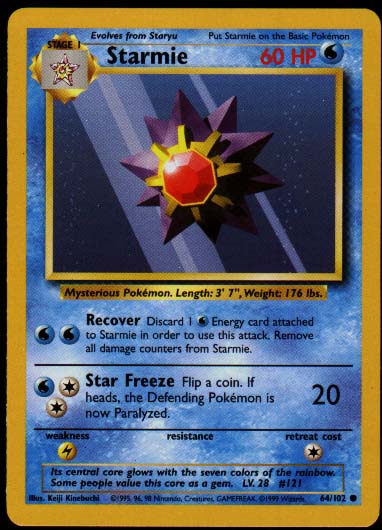 Evolves from Staryu Put Starmie on the Basic Pokémon
STAGE 1
Starmie 60 HP
Mysterious Pokémon. Length: 3' 7", Weight: 176 lbs.
Recover Discard 1 Energy card attached
to Starmie in order to use this attack. Remove
all damage counters from Starmie.
Star Freeze Flip a coin. If
heads, the Defending Pokémon is
now Paralyzed.
20
weakness resistance retreat cost
Its central core glows with the seven colors of the rainbow.
Some people value this core as a gem. LV. 28 #121
Illus. Keiji Kinebuchi ©1995, 96, 98 Nintendo, Creatures, GAMEFREAK. ©1999 Wizards. 64/102